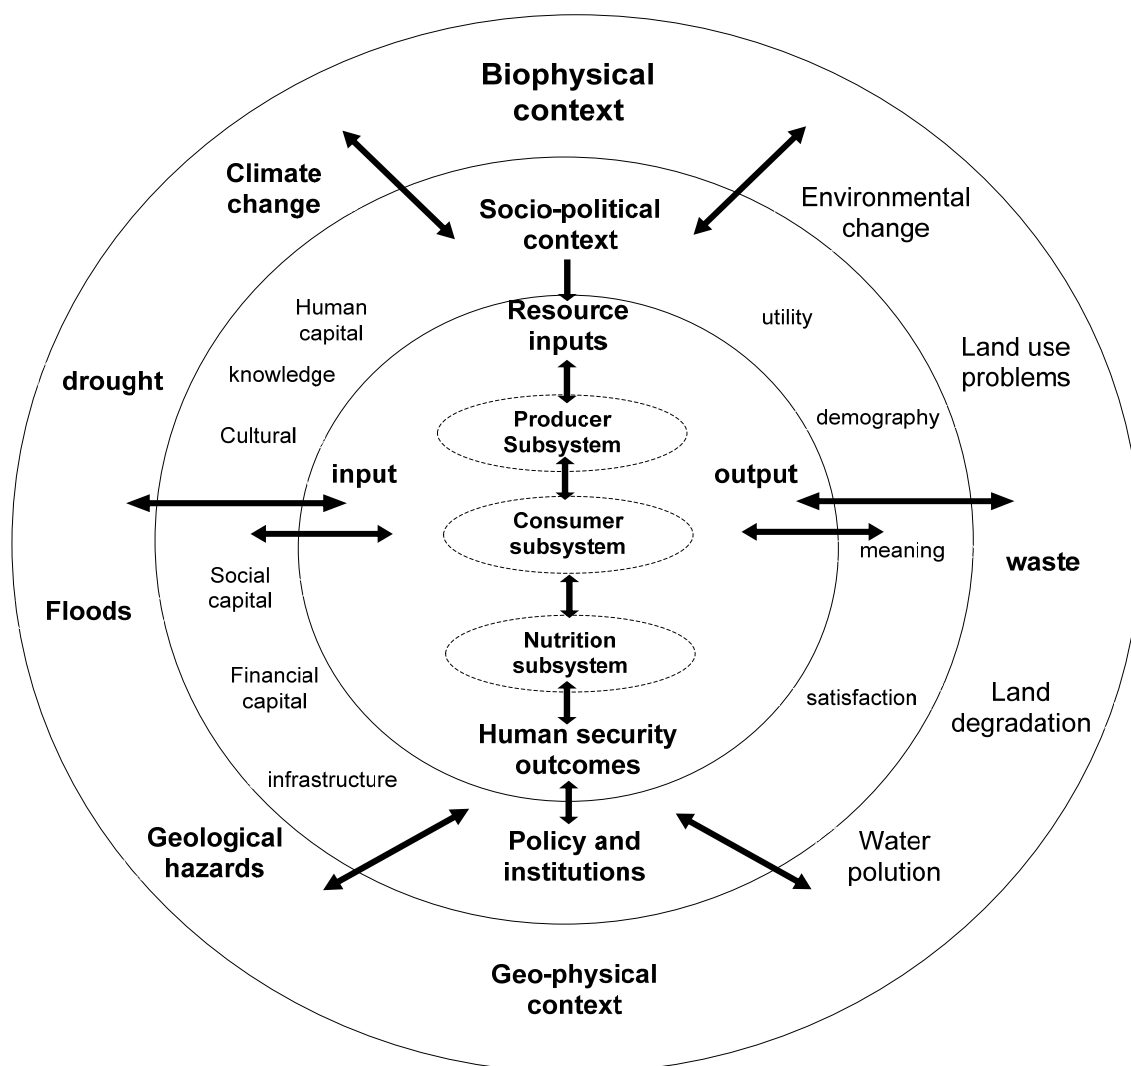 Biophysical
context
Climate
change
Environmental
change
Socio-political
context
Human
capital
Resource
inputs
utility
Land use
problems
drought
knowledge
Cultural
Producer
Subsystem
demography
input
output
Consumer
subsystem
meaning
waste
Social
capital
Floods
Nutrition
subsystem
Financial
capital
satisfaction
Land
degradation
Human security
outcomes
infrastructure
Geological
hazards
Policy and
institutions
Water
polution
Geo-physical
context